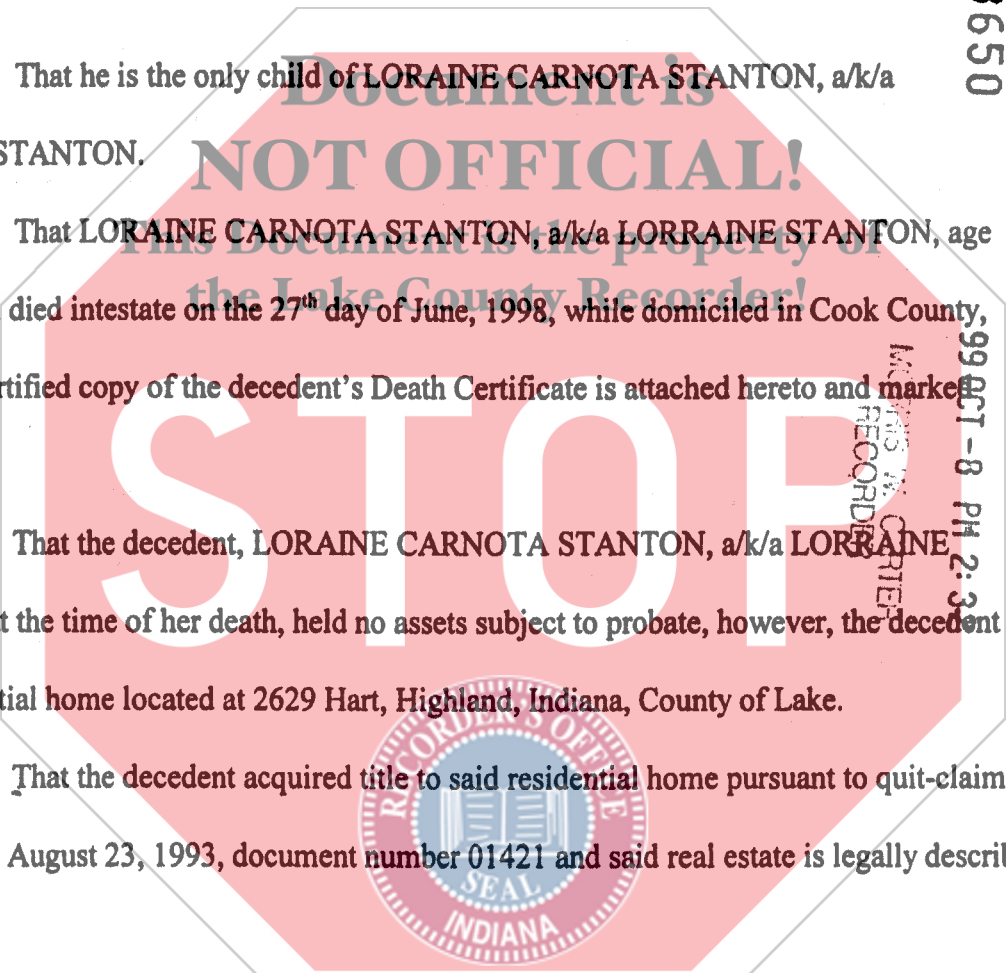 3650
That he is the only child of LORAINE CARNOTA STANTON, a/k/a
STANTON.
That LORAINE CARNOTA STANTON, a/k/a LORRAINE STANTON, age
died intestate on the 27th day of June, 1998, while domiciled in Cook County,
rtified copy of the decedent's Death Certificate is attached hereto and marked
That the decedent, LORAINE CARNOTA STANTON, a/k/a LORRAINE
t the time of her death, held no assets subject to probate, however, the decedent
tial home located at 2629 Hart, Highland, Indiana, County of Lake.
That the decedent acquired title to said residential home pursuant to quit-claim
August 23, 1993, document number 01421 and said real estate is legally describ
Document is
NOT OFFICIAL!
This Document is the property of
the Lake County Recorder!
STOP
RECORDER'S OFFICE
SEAL
INDIANA
99 OCT -8 PM 2:3
CARTER
RECORDER